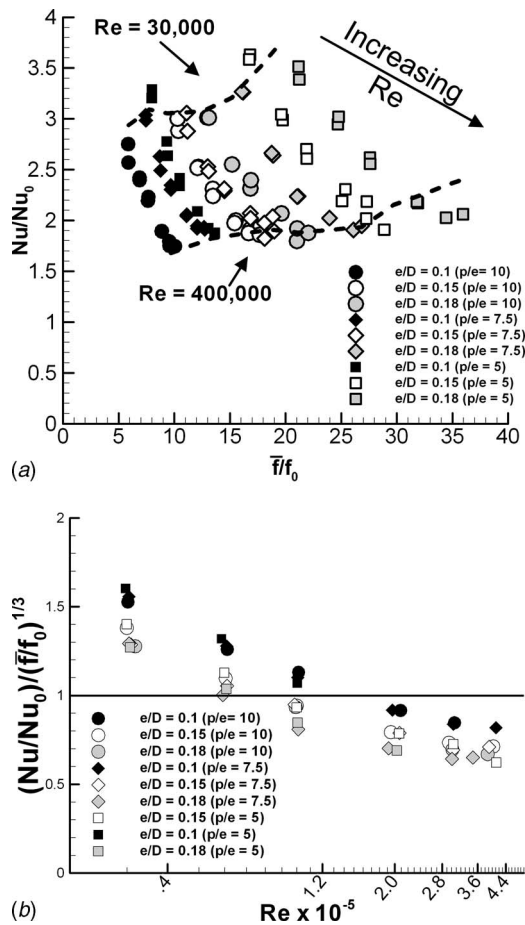 4
3.5
3
2.5
2
1.5
1
0.5
0
Nu/Nu0
Re = 30,000
Increasing
Re
Re = 400,000
e/D = 0.1 (p/e= 10)
e/D = 0.15 (p/e = 10)
e/D = 0.18 (p/e = 10)
e/D = 0.1 (p/e = 7.5)
e/D = 0.15 (p/e = 7.5)
e/D = 0.18 (p/e = 7.5)
e/D = 0.1 (p/e = 5)
e/D = 0.15 (p/e = 5)
e/D = 0.18 (p/e = 5)
0 5 10 15 20 25 30 35 40
(a)
f̅/f0
2
1.5
1
0.5
0
(Nu/Nu0)/(f̅/f0)1/3
e/D = 0.1 (p/e= 10)
e/D = 0.15 (p/e = 10)
e/D = 0.18 (p/e = 10)
e/D = 0.1 (p/e = 7.5)
e/D = 0.15 (p/e = 7.5)
e/D = 0.18 (p/e = 7.5)
e/D = 0.15 (p/e = 5)
e/D = 0.1 (p/e = 5)
e/D = 0.18 (p/e = 5)
.4 1.2 2.0 2.8 3.6 4.4
(b)
Re x 10-5